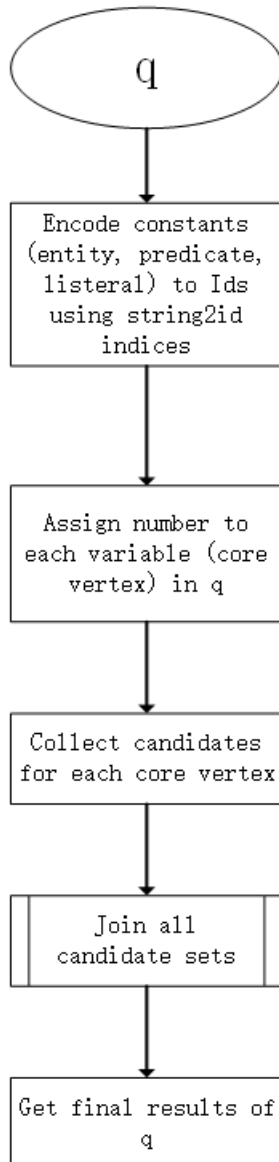 q
Encode constants
(entity, predicate,
listeral) to Ids
using string2id
indices
Assign number to
each variable (core
vertex) in q
Collect candidates
for each core vertex
Join all
candidate sets
Get final results of
q